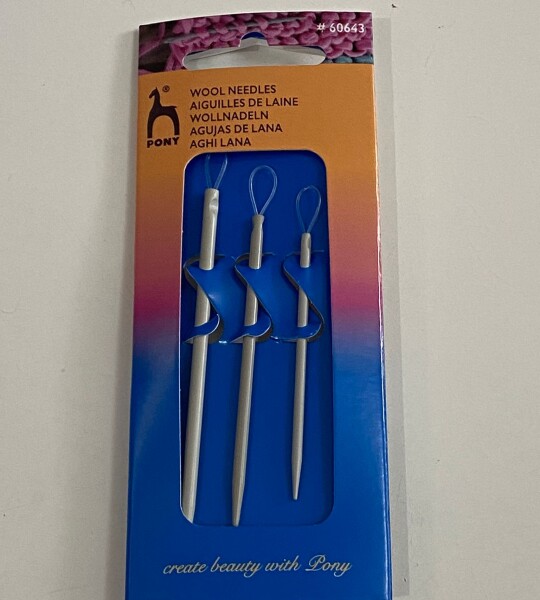 # 60643
WOOL NEEDLES
AIGUILLES DE LAINE
WOLLNADELN
AGUJAS DE LANA
AGHI LANA
®
PONY
create beauty with Pony